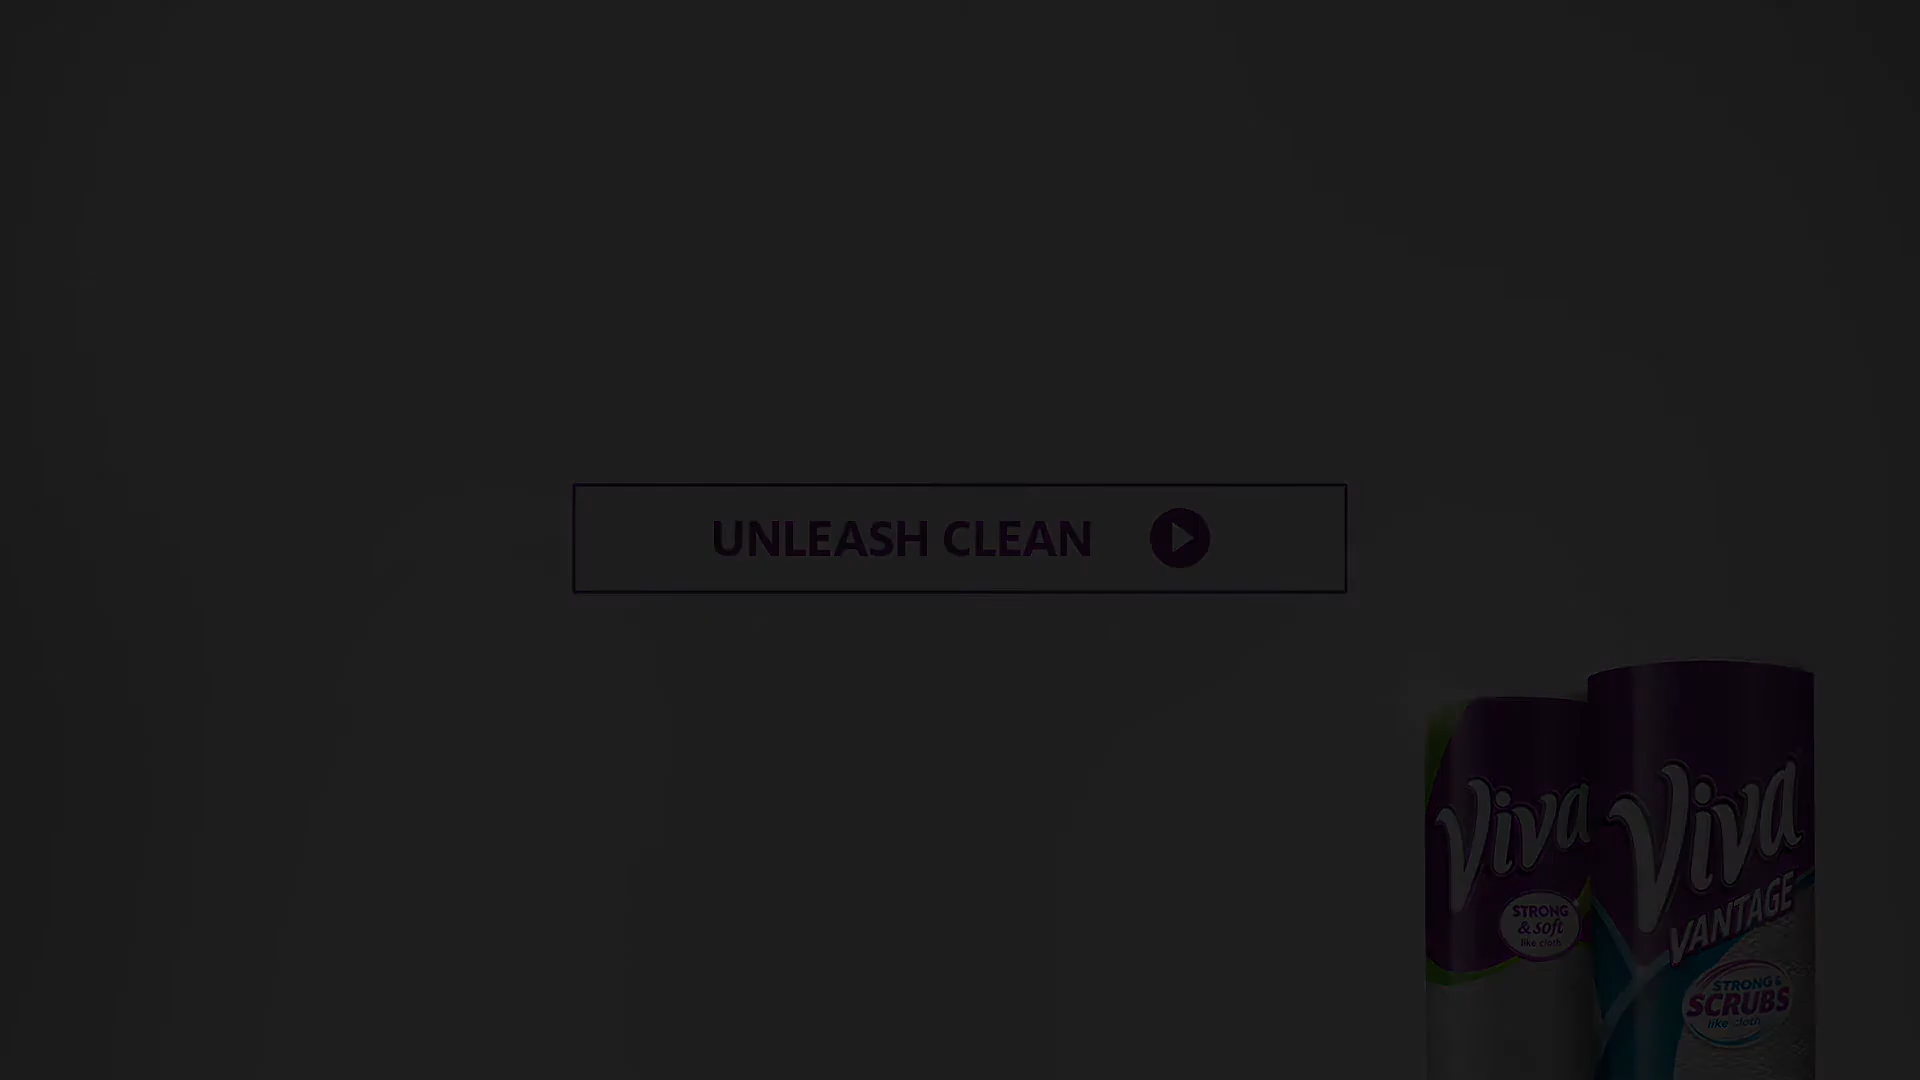 UNLEASH CLEAN
Viva
STRONG
& soft
like cloth
Viva
VANTAGE
STRONG &
SCRUBS
like cloth